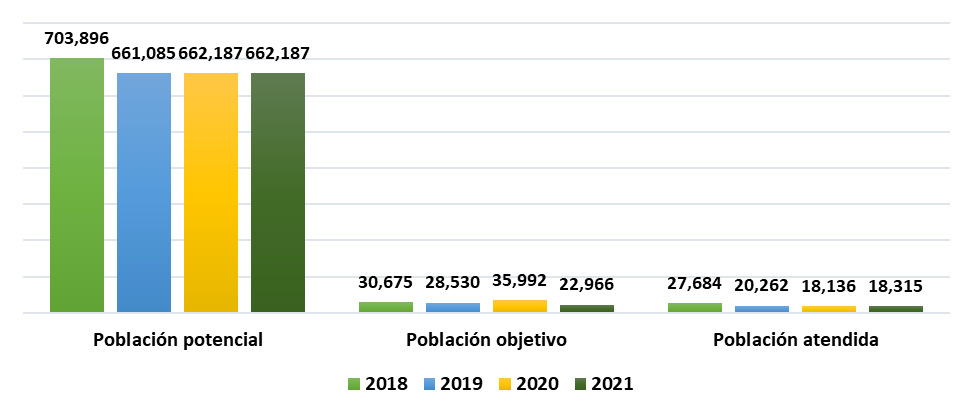 703,896
661,085 662,187 662,187
30,675 28,530 35,992 22,966
27,684 20,262 18,136 18,315
Población potencial
Población objetivo
Población atendida
2018 2019 2020 2021